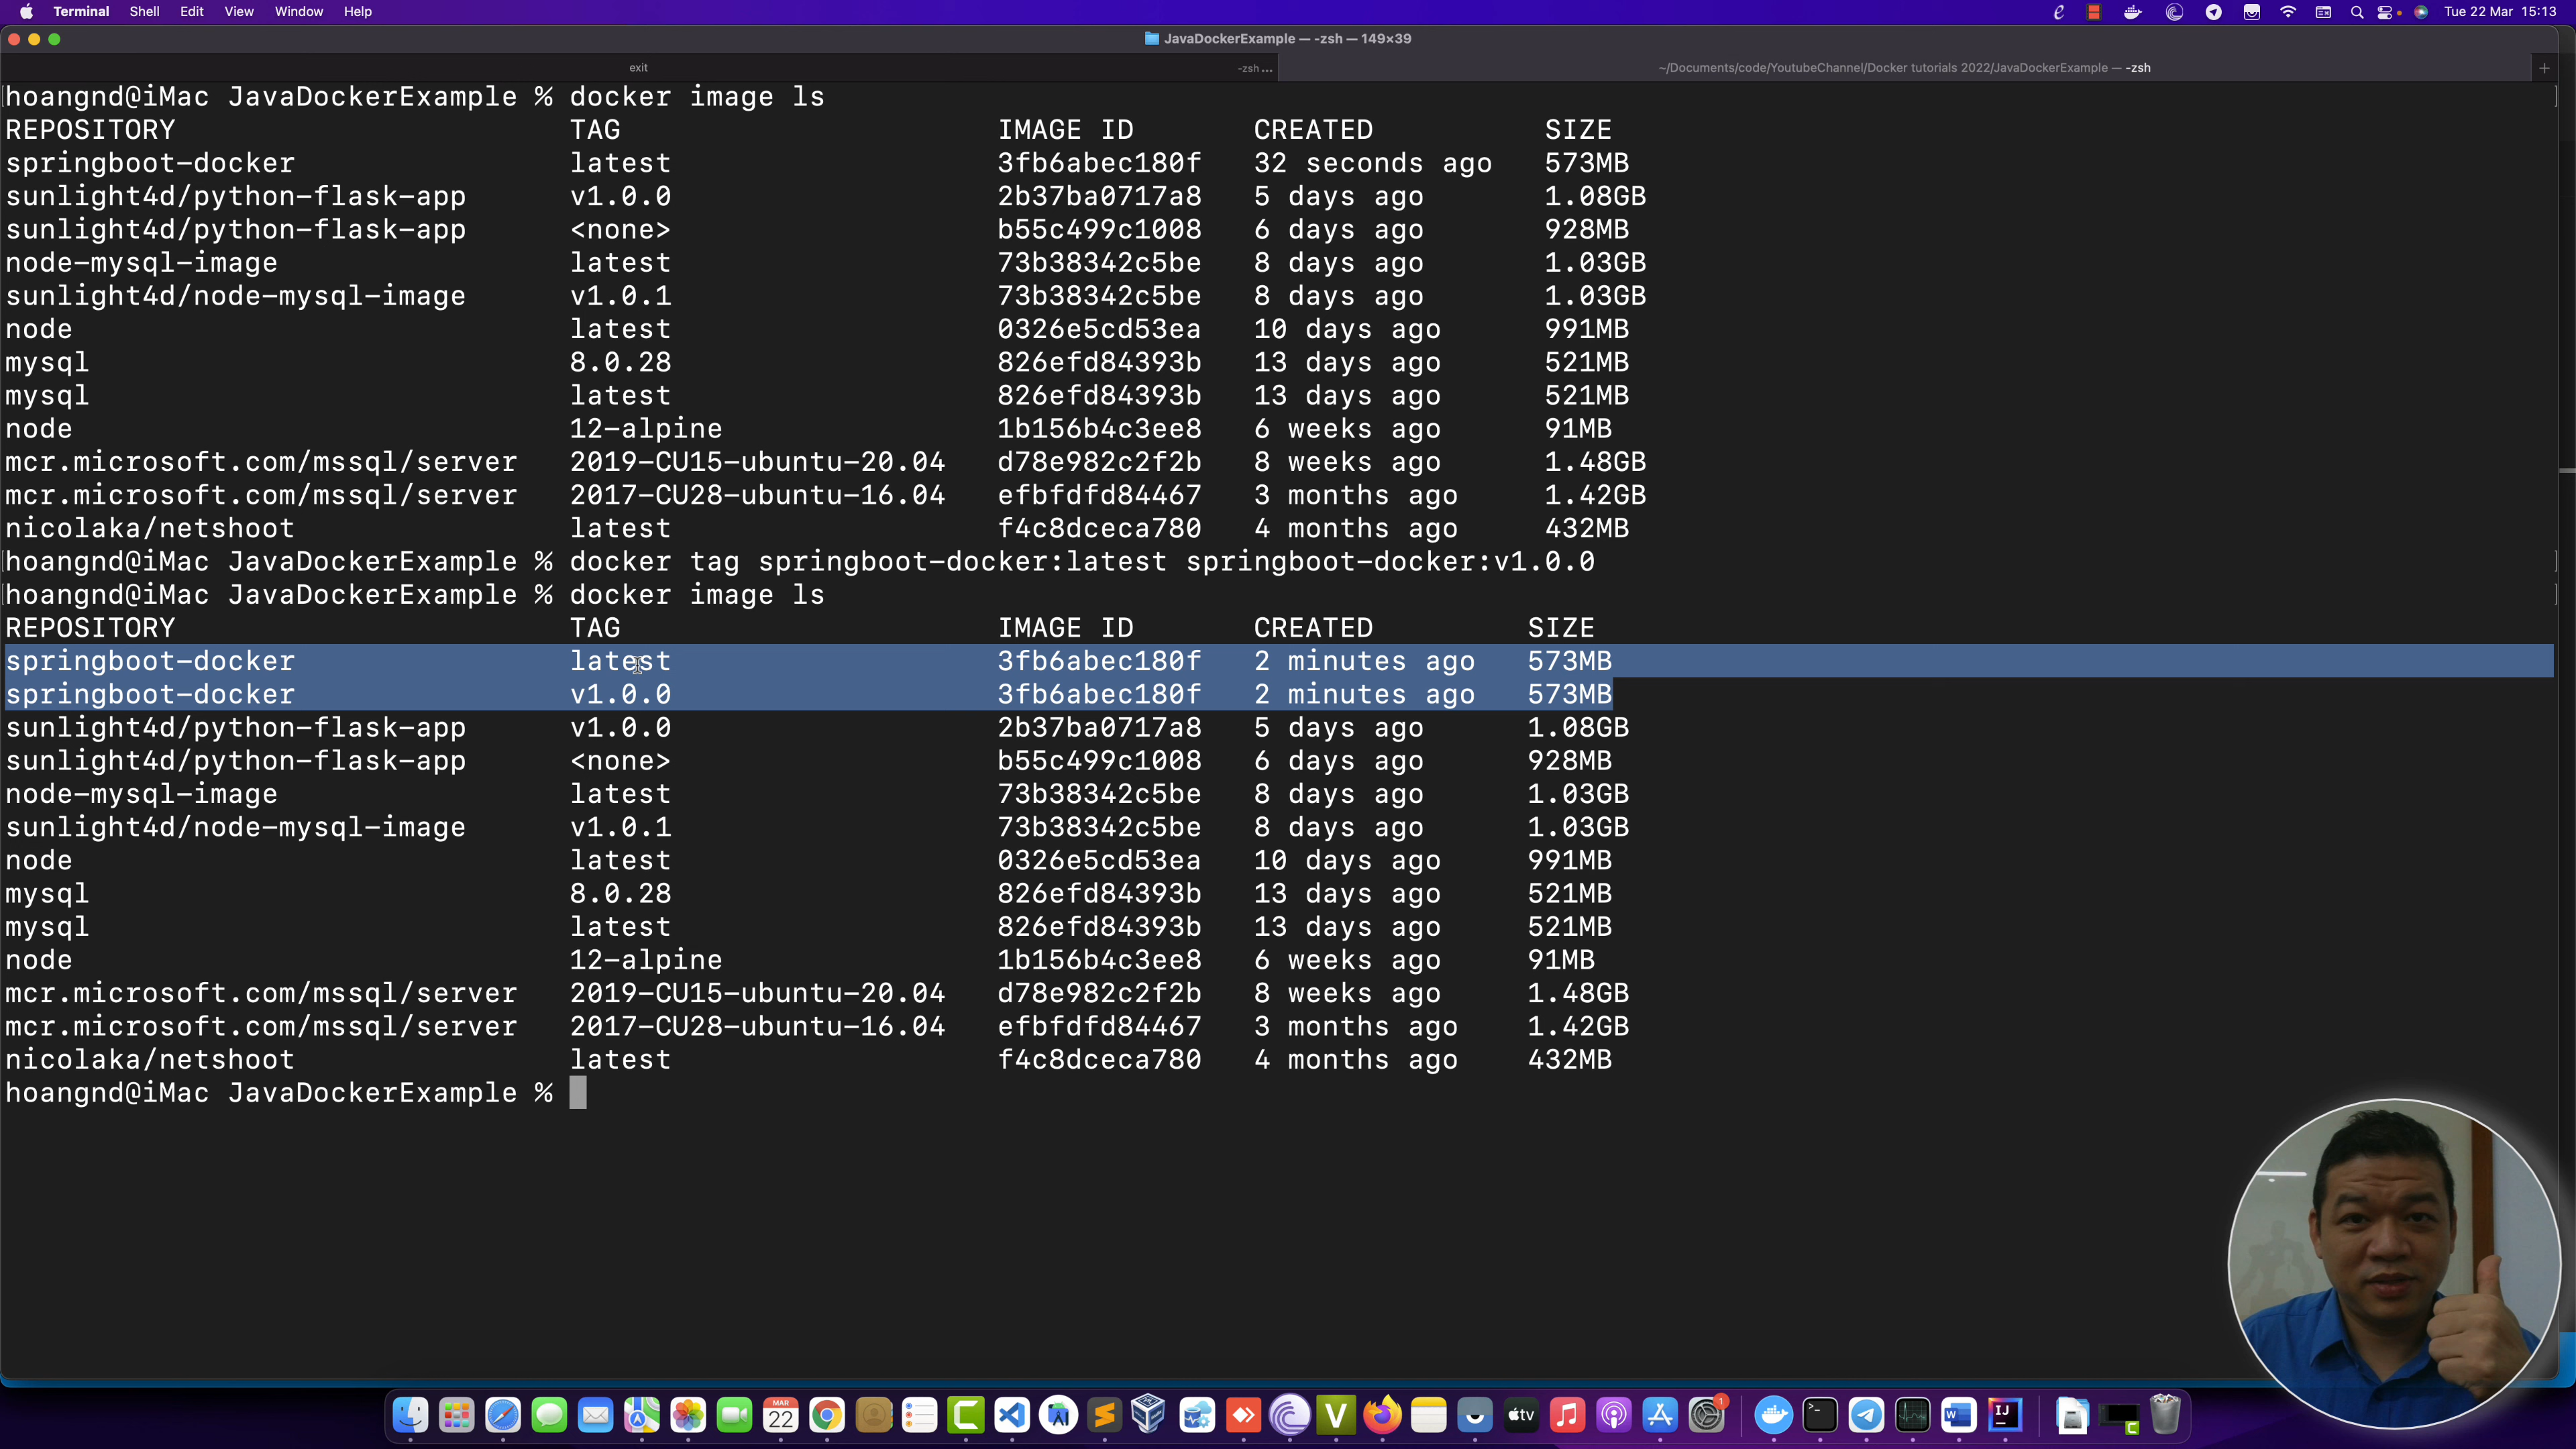 Terminal Shell Edit View Window Help Tue 22 Mar 15:13
JavaDockerExample — -zsh — 149×39
exit -zsh ... ~/Documents/code/YoutubeChannel/Docker tutorials 2022/JavaDockerExample — -zsh
hoangnd@iMac JavaDockerExample % docker image ls
REPOSITORY TAG IMAGE ID CREATED SIZE
springboot-docker latest 3fb6abec180f 32 seconds ago 573MB
sunlight4d/python-flask-app v1.0.0 2b37ba0717a8 5 days ago 1.08GB
sunlight4d/python-flask-app <none> b55c499c1008 6 days ago 928MB
node-mysql-image latest 73b38342c5be 8 days ago 1.03GB
sunlight4d/node-mysql-image v1.0.1 73b38342c5be 8 days ago 1.03GB
node latest 0326e5cd53ea 10 days ago 991MB
mysql 8.0.28 826efd84393b 13 days ago 521MB
mysql latest 826efd84393b 13 days ago 521MB
node 12-alpine 1b156b4c3ee8 6 weeks ago 91MB
mcr.microsoft.com/mssql/server 2019-CU15-ubuntu-20.04 d78e982c2f2b 8 weeks ago 1.48GB
mcr.microsoft.com/mssql/server 2017-CU28-ubuntu-16.04 efbfdfd84467 3 months ago 1.42GB
nicolaka/netshoot latest f4c8dceca780 4 months ago 432MB
hoangnd@iMac JavaDockerExample % docker tag springboot-docker:latest springboot-docker:v1.0.0
hoangnd@iMac JavaDockerExample % docker image ls
REPOSITORY TAG IMAGE ID CREATED SIZE
springboot-docker latest 3fb6abec180f 2 minutes ago 573MB
springboot-docker v1.0.0 3fb6abec180f 2 minutes ago 573MB
sunlight4d/python-flask-app v1.0.0 2b37ba0717a8 5 days ago 1.08GB
sunlight4d/python-flask-app <none> b55c499c1008 6 days ago 928MB
node-mysql-image latest 73b38342c5be 8 days ago 1.03GB
sunlight4d/node-mysql-image v1.0.1 73b38342c5be 8 days ago 1.03GB
node latest 0326e5cd53ea 10 days ago 991MB
mysql 8.0.28 826efd84393b 13 days ago 521MB
mysql latest 826efd84393b 13 days ago 521MB
node 12-alpine 1b156b4c3ee8 6 weeks ago 91MB
mcr.microsoft.com/mssql/server 2019-CU15-ubuntu-20.04 d78e982c2f2b 8 weeks ago 1.48GB
mcr.microsoft.com/mssql/server 2017-CU28-ubuntu-16.04 efbfdfd84467 3 months ago 1.42GB
nicolaka/netshoot latest f4c8dceca780 4 months ago 432MB
hoangnd@iMac JavaDockerExample %
MAR 22 tv 1 IJ